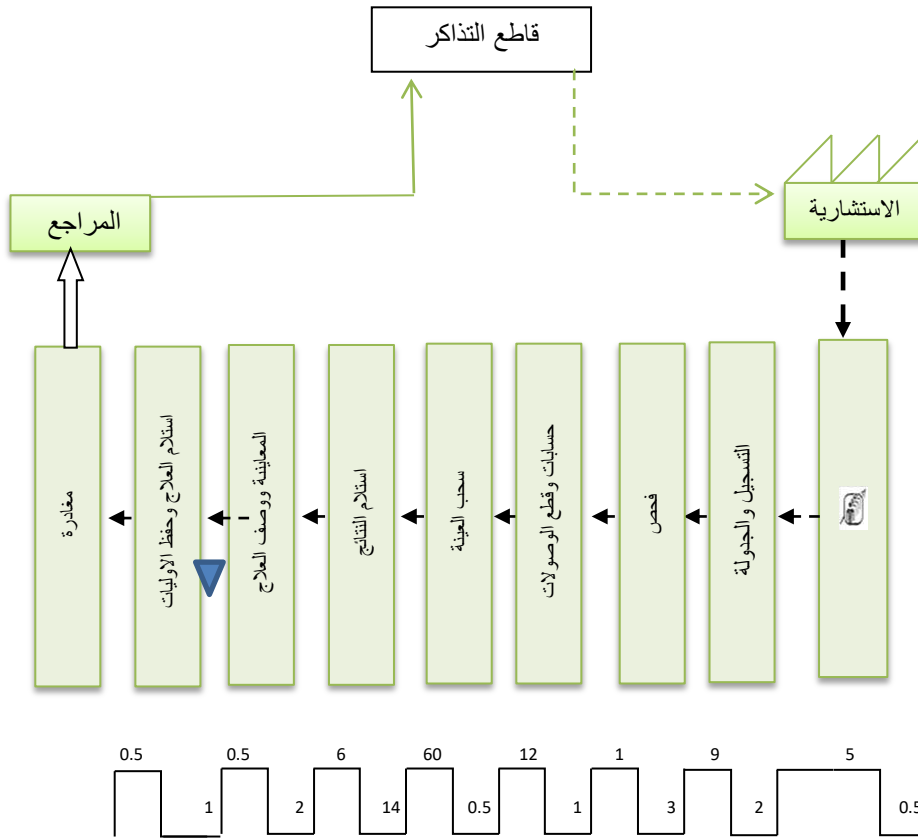 قاطع التذاكر
المراجع
الاستشارية
التسجيل والجدولة
فحص
حسابات وقطع الوصولات
سحب العينة
استلام النتائج
المعاينة ووصف العلاج
استلام العلاج وحفظ الاوليات
مغادرة
0.5 0.5 6 60 12 1 9 5
1 2 14 0.5 1 3 2 0.5